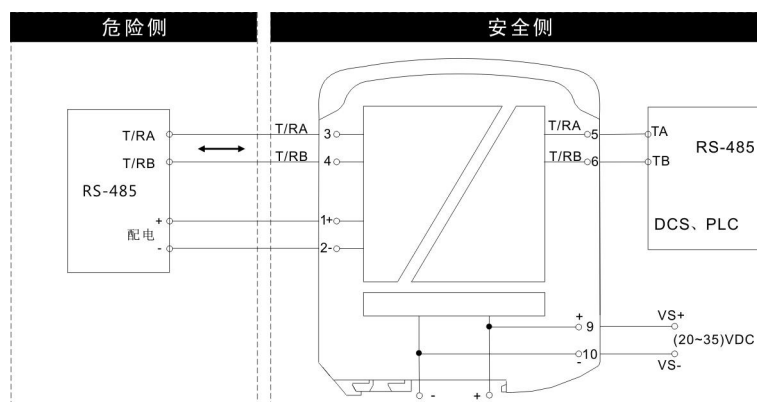 危险侧
安全侧
T/RA
T/RB
RS-485
+
配电
-
T/RA
3
T/RB
4
1+
2-
T/RA
5
T/RB
6
TA
TB
RS-485
DCS、PLC
+
9
-
10
VS+
(20~35)VDC
VS-
-
+